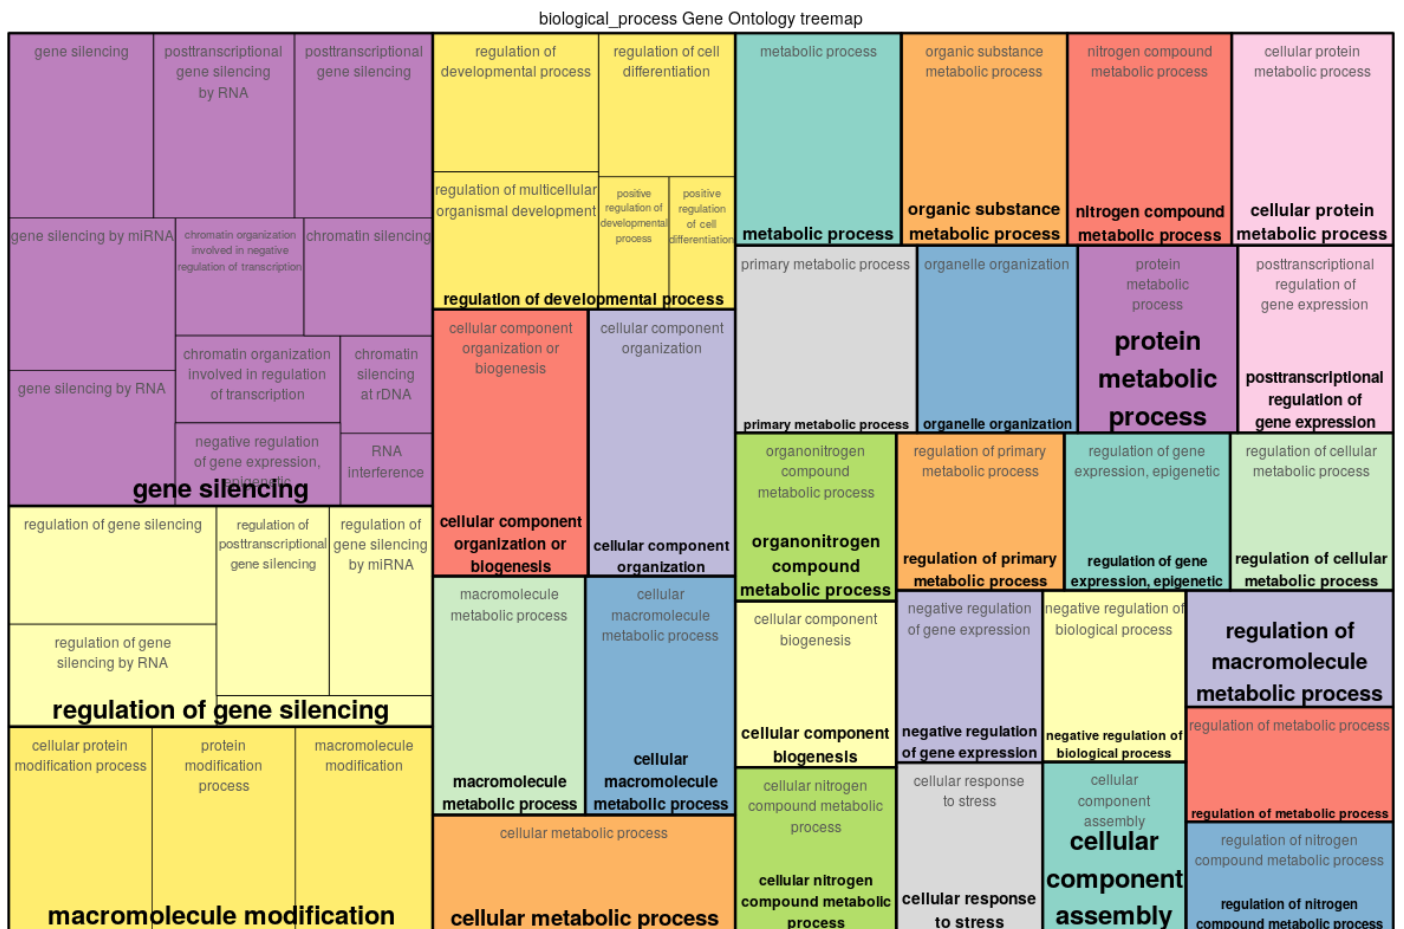 biological_process Gene Ontology treemap
gene silencing
posttranscriptional
gene silencing
by RNA
posttranscriptional
gene silencing
gene silencing by miRNA
chromatin organization
involved in negative
regulation of transcription
chromatin silencing
gene silencing by RNA
chromatin organization
involved in regulation
of transcription
chromatin
silencing
at rDNA
negative regulation
of gene expression,
epigenetic
RNA
interference
gene silencing
regulation of gene silencing
regulation of
posttranscriptional
gene silencing
regulation of
gene silencing
by miRNA
regulation of gene
silencing by RNA
regulation of gene silencing
cellular protein
modification process
protein
modification
process
macromolecule
modification
macromolecule modification
regulation of
developmental process
regulation of cell
differentiation
regulation of multicellular
organismal development
positive
regulation of
developmental
process
positive
regulation
of cell
differentiation
regulation of developmental process
cellular component
organization or
biogenesis
cellular component
organization or
biogenesis
cellular component
organization
cellular component
organization
macromolecule
metabolic process
macromolecule
metabolic process
cellular
macromolecule
metabolic process
cellular
macromolecule
metabolic process
cellular metabolic process
cellular metabolic process
metabolic process
metabolic process
organic substance
metabolic process
organic substance
metabolic process
nitrogen compound
metabolic process
nitrogen compound
metabolic process
cellular protein
metabolic process
cellular protein
metabolic process
primary metabolic process
primary metabolic process
organelle organization
organelle organization
protein
metabolic
process
protein
metabolic
process
posttranscriptional
regulation of
gene expression
posttranscriptional
regulation of
gene expression
organonitrogen
compound
metabolic process
organonitrogen
compound
metabolic process
regulation of primary
metabolic process
regulation of primary
metabolic process
regulation of gene
expression, epigenetic
regulation of gene
expression, epigenetic
regulation of cellular
metabolic process
regulation of cellular
metabolic process
cellular component
biogenesis
cellular component
biogenesis
negative regulation
of gene expression
negative regulation
of gene expression
negative regulation of
biological process
negative regulation of
biological process
regulation of
macromolecule
metabolic process
regulation of metabolic process
regulation of metabolic process
cellular nitrogen
compound metabolic
process
cellular nitrogen
compound metabolic
process
cellular response
to stress
cellular response
to stress
cellular
component
assembly
cellular
component
assembly
regulation of nitrogen
compound metabolic process
regulation of nitrogen
compound metabolic process